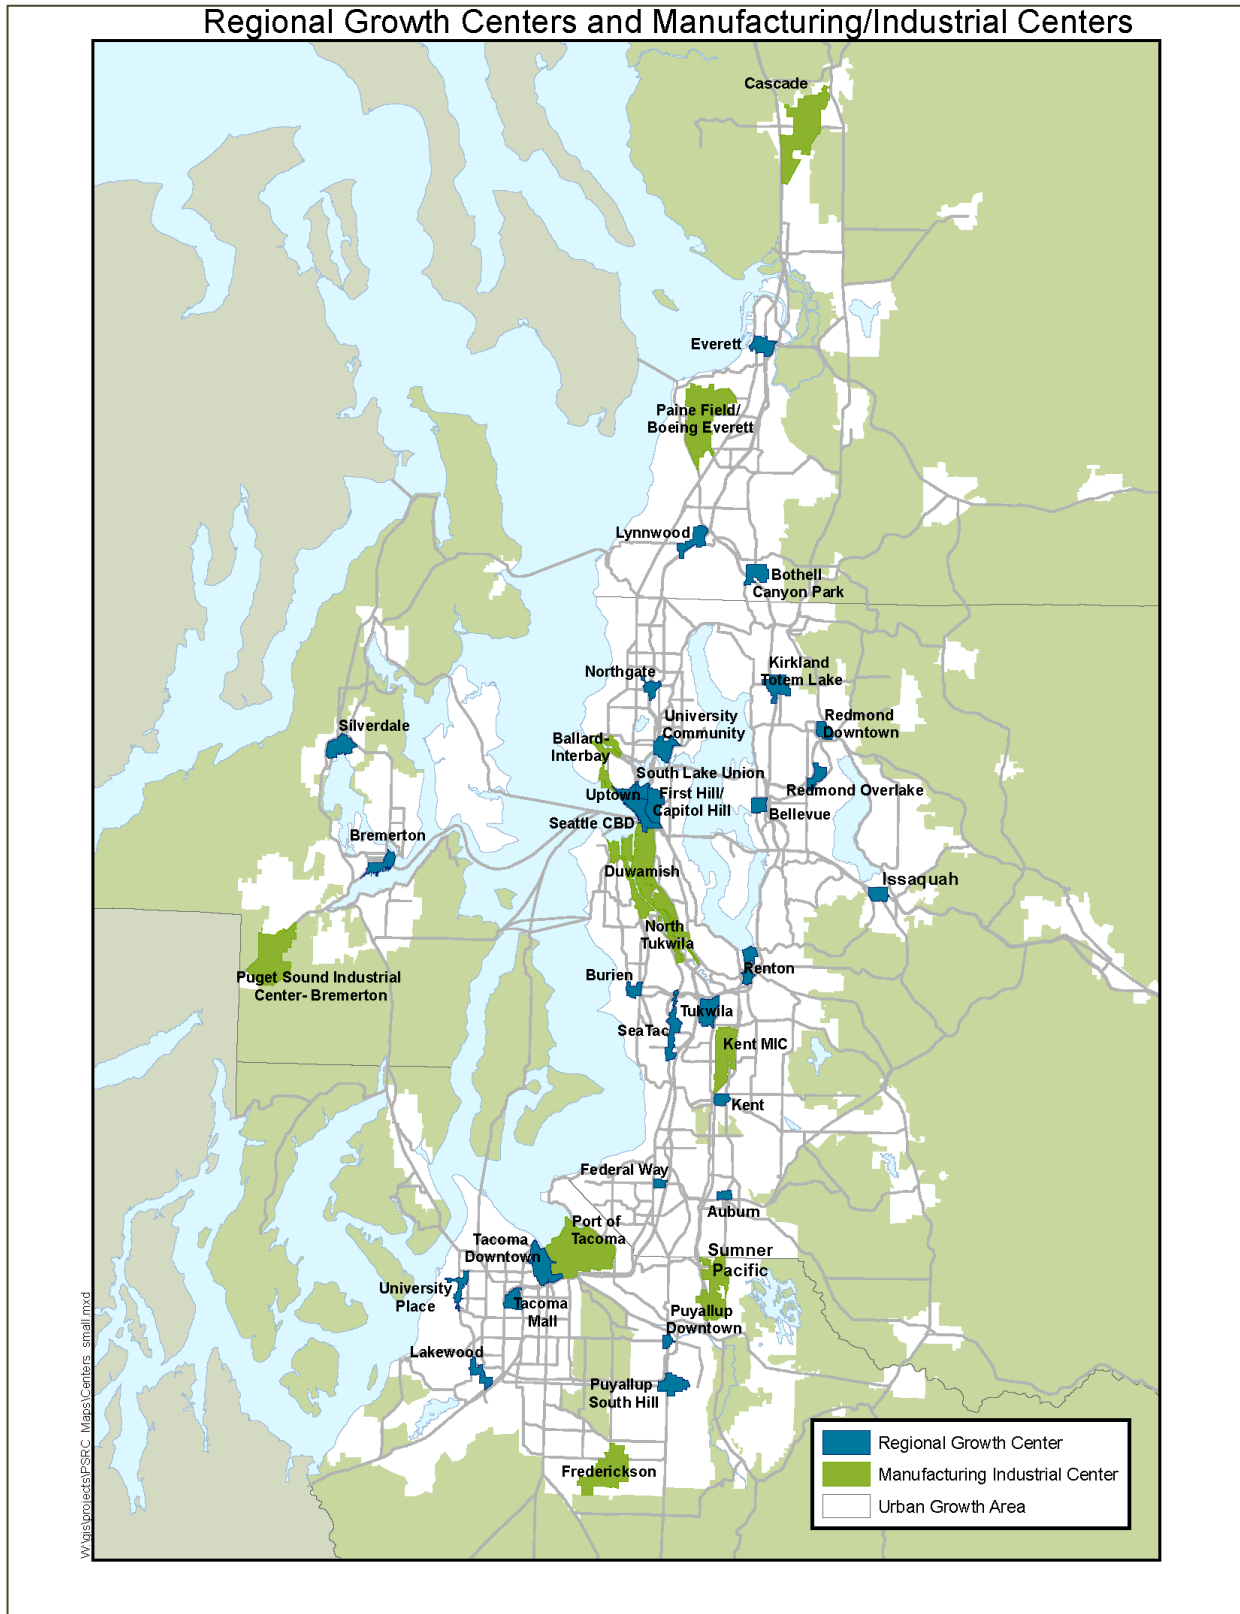 Regional Growth Centers and Manufacturing/Industrial Centers
Cascade
Everett
Paine Field/
Boeing Everett
Lynnwood
Bothell
Canyon Park
Northgate
Kirkland
Totem Lake
University
Community
Redmond
Downtown
Silverdale
Ballard-
Interbay
South Lake Union
Redmond Overlake
Uptown
First Hill/
Capitol Hill
Bellevue
Seattle CBD
Bremerton
Duwamish
Issaquah
North
Tukwila
Puget Sound Industrial
Center- Bremerton
Burien
Renton
Tukwila
SeaTac
Kent MIC
Kent
Federal Way
Auburn
Port of
Tacoma
Tacoma
Downtown
Sumner
Pacific
University
Place
Tacoma
Mall
Puyallup
Downtown
Lakewood
Puyallup
South Hill
Frederickson
Regional Growth Center
Manufacturing Industrial Center
Urban Growth Area
W:\gis\projects\PSRC_Maps\Centers_small.mxd